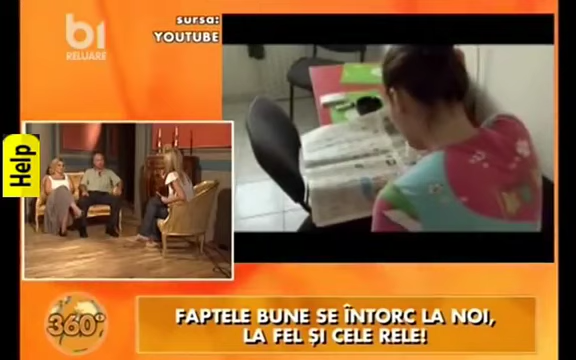 b1
RELUARE
sursa:
YOUTUBE
Help
360°
FAPTELE BUNE SE ÎNTORC LA NOI,
LA FEL ȘI CELE RELE!